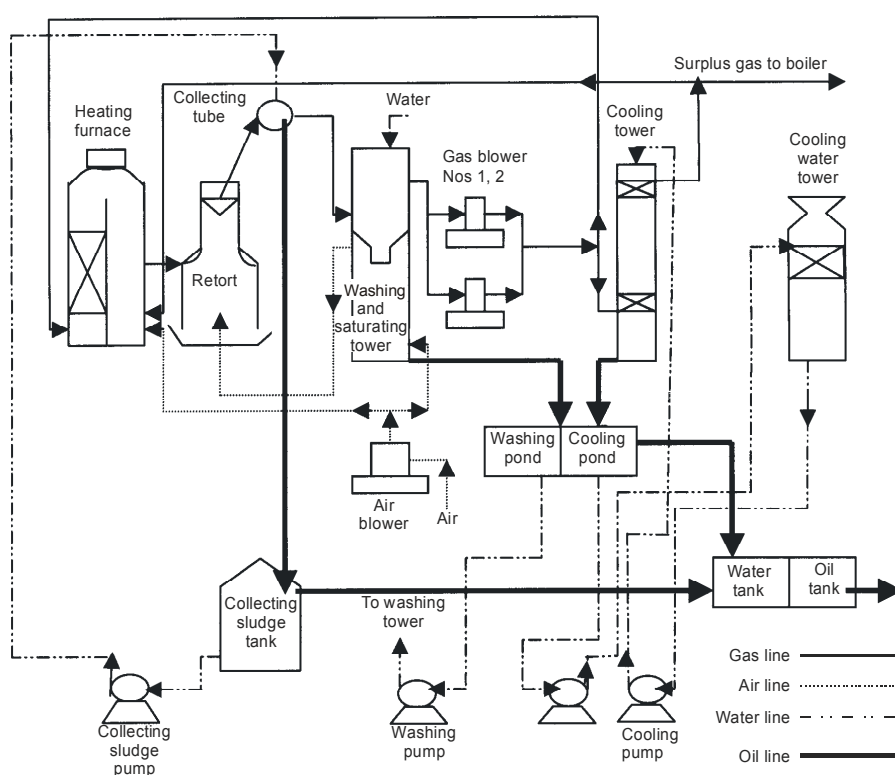 Surplus gas to boiler
Collecting
tube
Water
Cooling
tower
Heating
furnace
Cooling
water
tower
Gas blower
Nos 1, 2
Retort
Washing
and
saturating
tower
Washing
pond
Cooling
pond
Air
blower
Air
Water
tank
Oil
tank
Collecting
sludge
tank
To washing
tower
Gas line
Air line
Water line
Oil line
Collecting
sludge
pump
Washing
pump
Cooling
pump